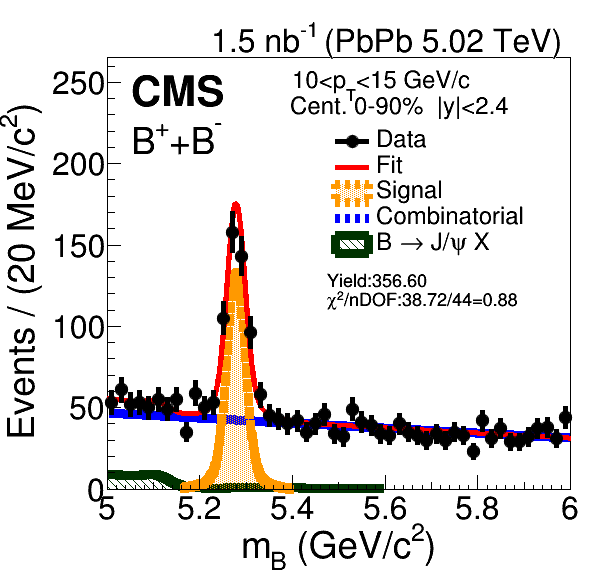 1.5 nb⁻¹ (PbPb 5.02 TeV)
CMS
B⁺+B⁻
10<p_T<15 GeV/c
Cent. 0-90% |y|<2.4
Data
Fit
Signal
Combinatorial
B → J/ψ X
Yield:356.60
χ²/nDOF:38.72/44=0.88
Events / (20 MeV/c²)
250
200
150
100
50
0
5 5.2 5.4 5.6 5.8 6
m_B (GeV/c²)